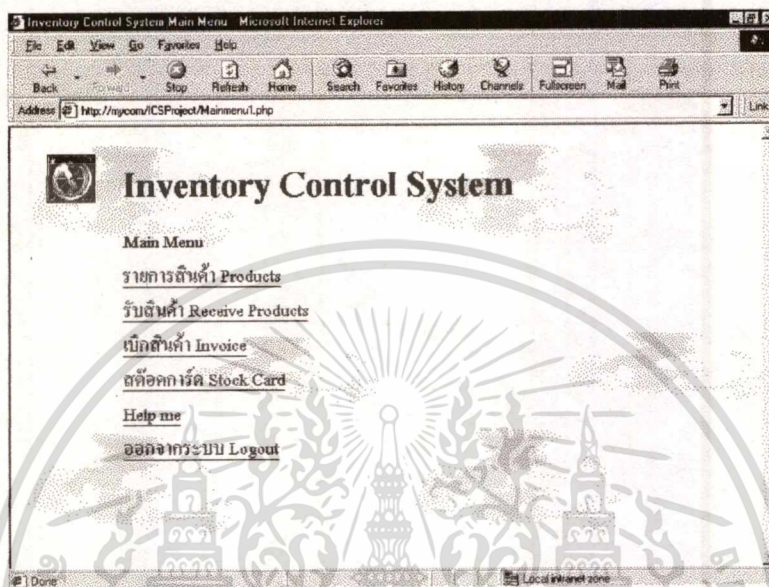 Inventory Control System Main Menu - Microsoft Internet Explorer
File Edit View Go Favorites Help
Back Forward Stop Refresh Home Search Favorites History Channels Fullscreen Mail Print
Address http://mycom/ICSProject/Mainmenu1.php Link
Inventory Control System
Main Menu
รายการสินค้า Products
รับสินค้า Receive Products
เบิกสินค้า Invoice
สต๊อคการ์ด Stock Card
Help me
ออกจากระบบ Logout
Done Local intranet zone